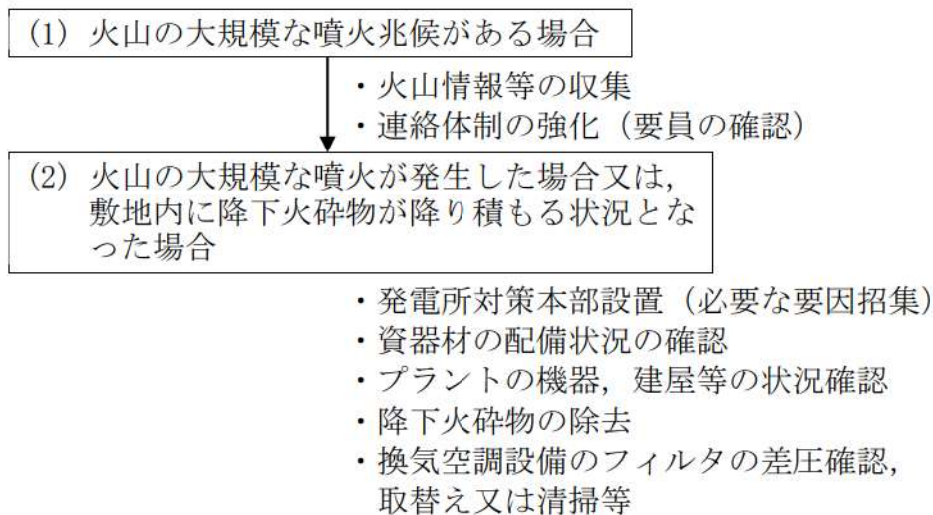 (1) 火山の大規模な噴火兆候がある場合
・火山情報等の収集
・連絡体制の強化（要員の確認）
(2) 火山の大規模な噴火が発生した場合又は，
敷地内に降下火砕物が降り積もる状況とな
った場合
・発電所対策本部設置（必要な要因招集）
・資器材の配備状況の確認
・プラントの機器，建屋等の状況確認
・降下火砕物の除去
・換気空調設備のフィルタの差圧確認，
取替え又は清掃等